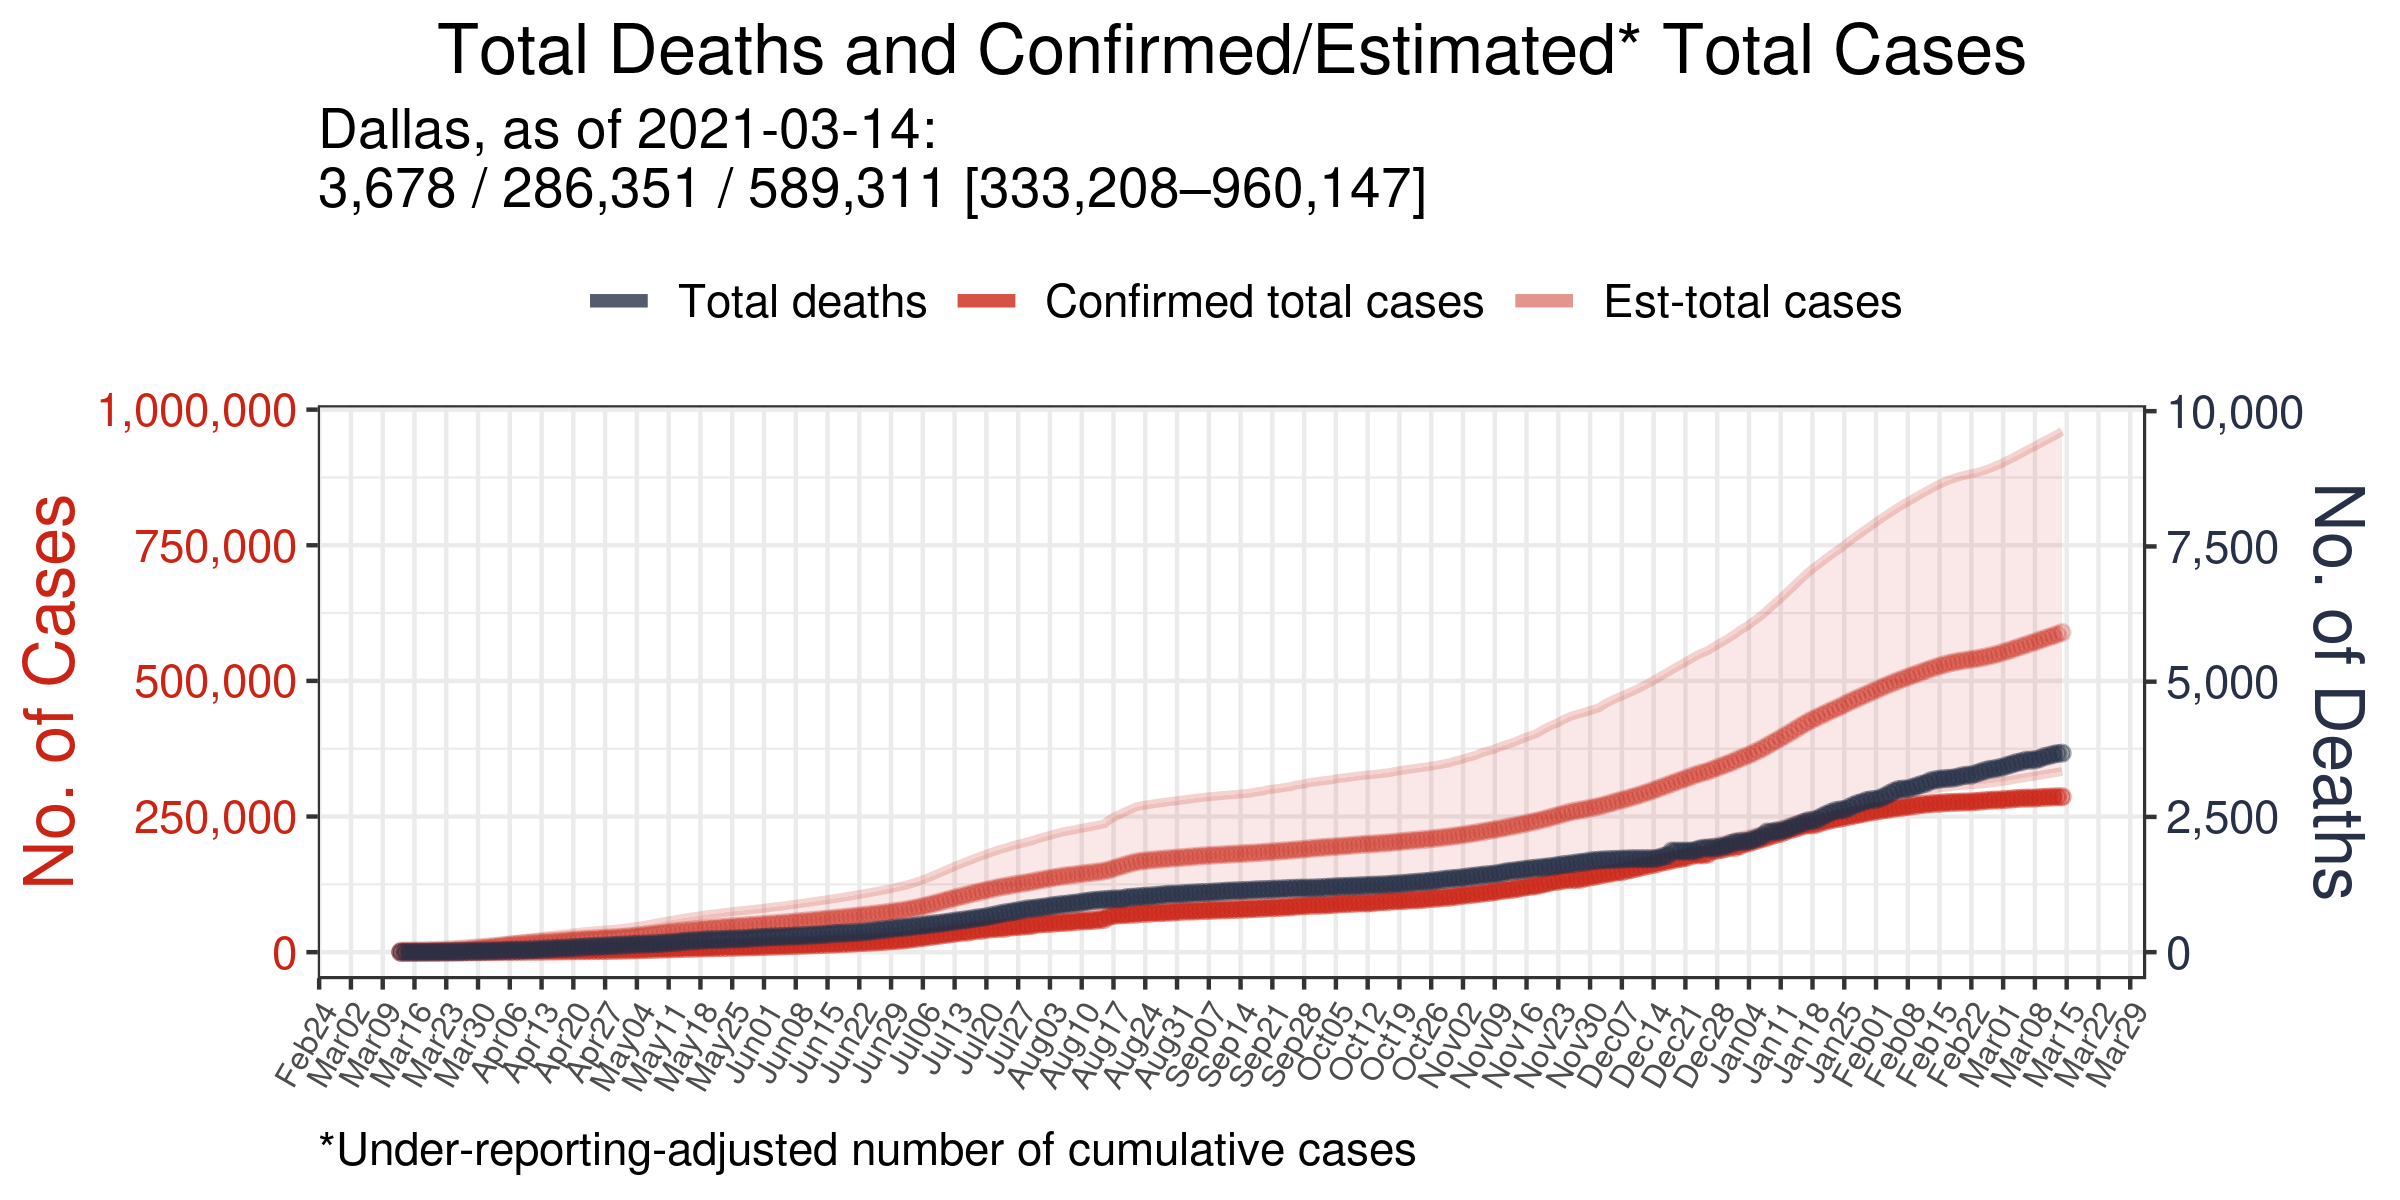 Total Deaths and Confirmed/Estimated* Total Cases
Dallas, as of 2021-03-14:
3,678 / 286,351 / 589,311 [333,208–960,147]
Total deaths
Confirmed total cases
Est-total cases
No. of Cases
1,000,000
750,000
500,000
250,000
0
10,000
7,500
5,000
2,500
0
No. of Deaths
Feb24
Mar02
Mar09
Mar16
Mar23
Mar30
Apr06
Apr13
Apr20
Apr27
May04
May11
May18
May25
Jun01
Jun08
Jun15
Jun22
Jun29
Jul06
Jul13
Jul20
Jul27
Aug03
Aug10
Aug17
Aug24
Aug31
Sep07
Sep14
Sep21
Sep28
Oct05
Oct12
Oct19
Oct26
Nov02
Nov09
Nov16
Nov23
Nov30
Dec07
Dec14
Dec21
Dec28
Jan04
Jan11
Jan18
Jan25
Feb01
Feb08
Feb15
Feb22
Mar01
Mar08
Mar15
Mar22
Mar29
*Under-reporting-adjusted number of cumulative cases